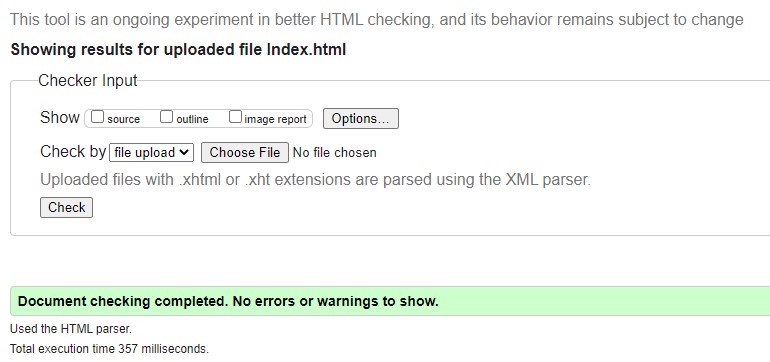 This tool is an ongoing experiment in better HTML checking, and its behavior remains subject to change
Showing results for uploaded file Index.html
Checker Input
Show source outline image report Options...
Check by file upload Choose File No file chosen
Uploaded files with .xhtml or .xht extensions are parsed using the XML parser.
Check
Document checking completed. No errors or warnings to show.
Used the HTML parser.
Total execution time 357 milliseconds.